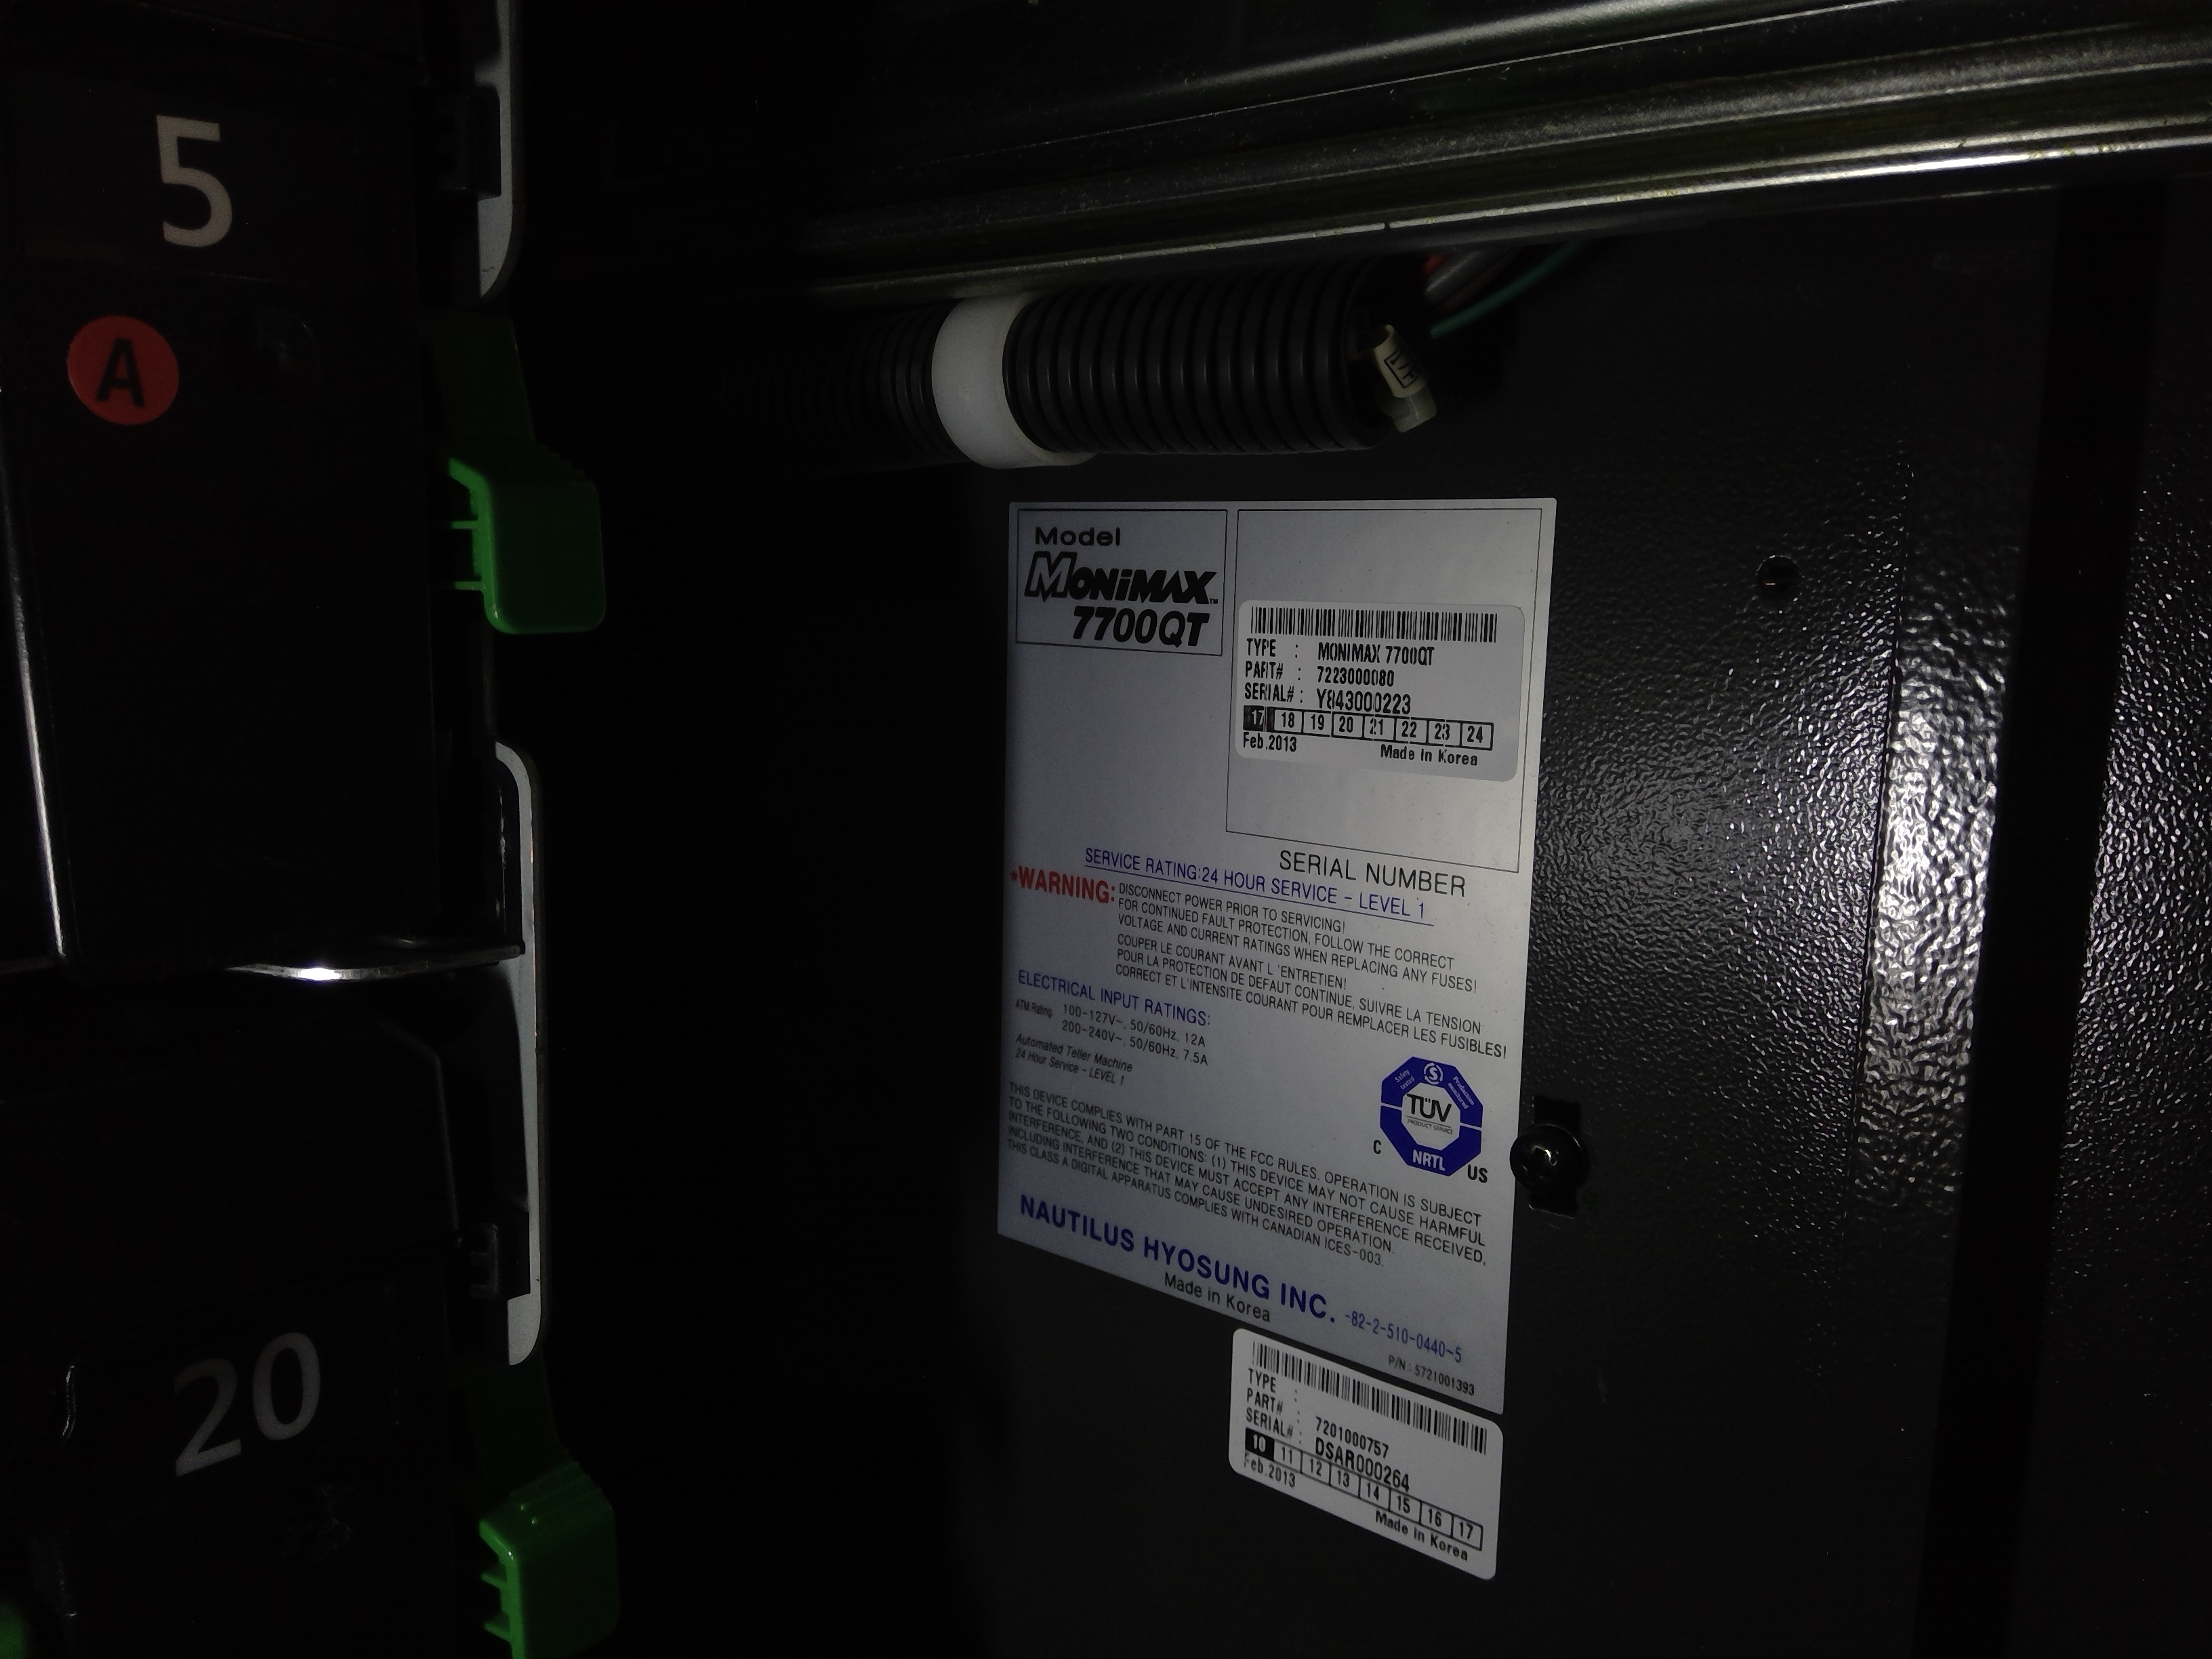 5
A
Model
MONiMAX™
7700QT
TYPE : MONIMAX 7700QT
PART# : 7223000080
SERIAL# : Y843000223
17 18 19 20 21 22 23 24
Feb.2013 Made in Korea
SERIAL NUMBER
SERVICE RATING:24 HOUR SERVICE - LEVEL 1
*WARNING: DISCONNECT POWER PRIOR TO SERVICING!
FOR CONTINUED FAULT PROTECTION, FOLLOW THE CORRECT
VOLTAGE AND CURRENT RATINGS WHEN REPLACING ANY FUSES!
COUPER LE COURANT AVANT L 'ENTRETIEN!
POUR LA PROTECTION DE DEFAUT CONTINUE, SUIVRE LA TENSION
CORRECT ET L'INTENSITE COURANT POUR REMPLACER LES FUSIBLES!
ELECTRICAL INPUT RATINGS:
ATM Rating: 100-127V~, 50/60Hz, 12A
200-240V~, 50/60Hz, 7.5A
Automated Teller Machine
24 Hour Service - LEVEL 1
Safety tested
Production monitored
S
TÜV
PRODUCT SERVICE
NRTL
C US
THIS DEVICE COMPLIES WITH PART 15 OF THE FCC RULES. OPERATION IS SUBJECT
TO THE FOLLOWING TWO CONDITIONS: (1) THIS DEVICE MAY NOT CAUSE HARMFUL
INTERFERENCE, AND (2) THIS DEVICE MUST ACCEPT ANY INTERFERENCE RECEIVED,
INCLUDING INTERFERENCE THAT MAY CAUSE UNDESIRED OPERATION.
THIS CLASS A DIGITAL APPARATUS COMPLIES WITH CANADIAN ICES-003.
NAUTILUS HYOSUNG INC. -82-2-510-0440-5
Made in Korea
P/N : 5721001393
TYPE :
PART# : 7201000757
SERIAL# : DSAR000264
10 11 12 13 14 15 16 17
Feb.2013 Made in Korea
20